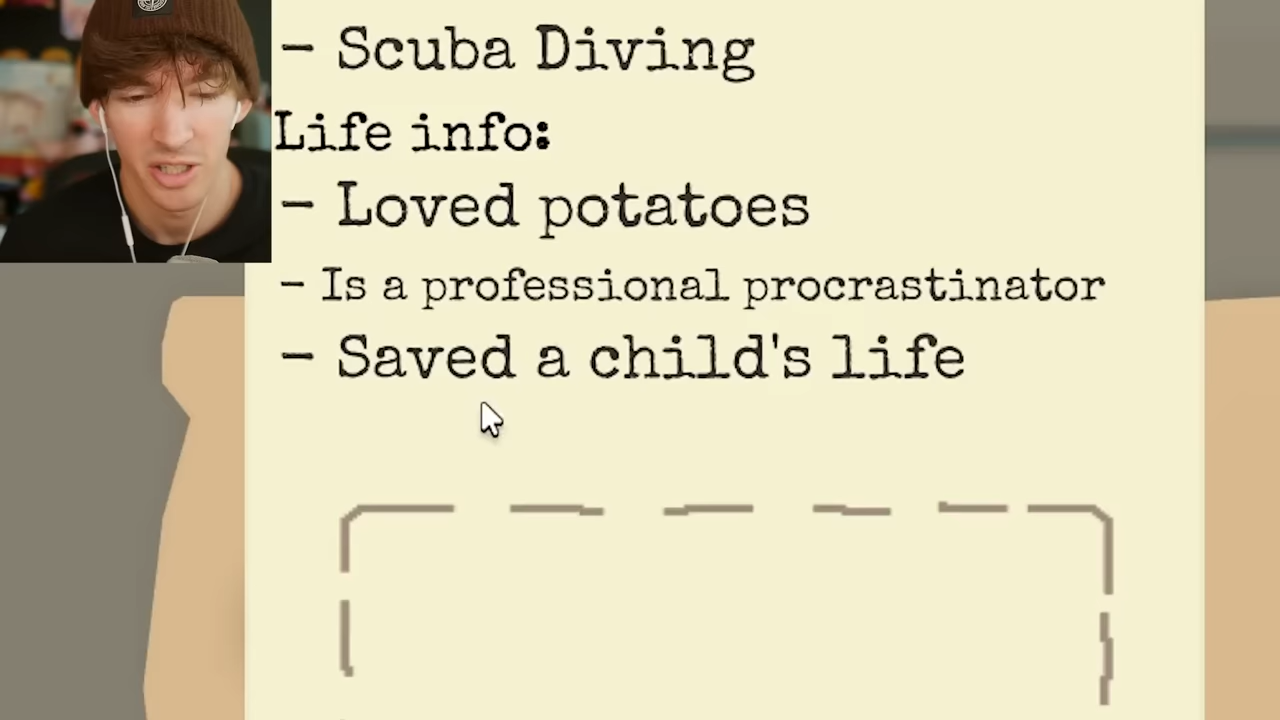 - Scuba Diving
Life info:
- Loved potatoes
- Is a professional procrastinator
- Saved a child's life